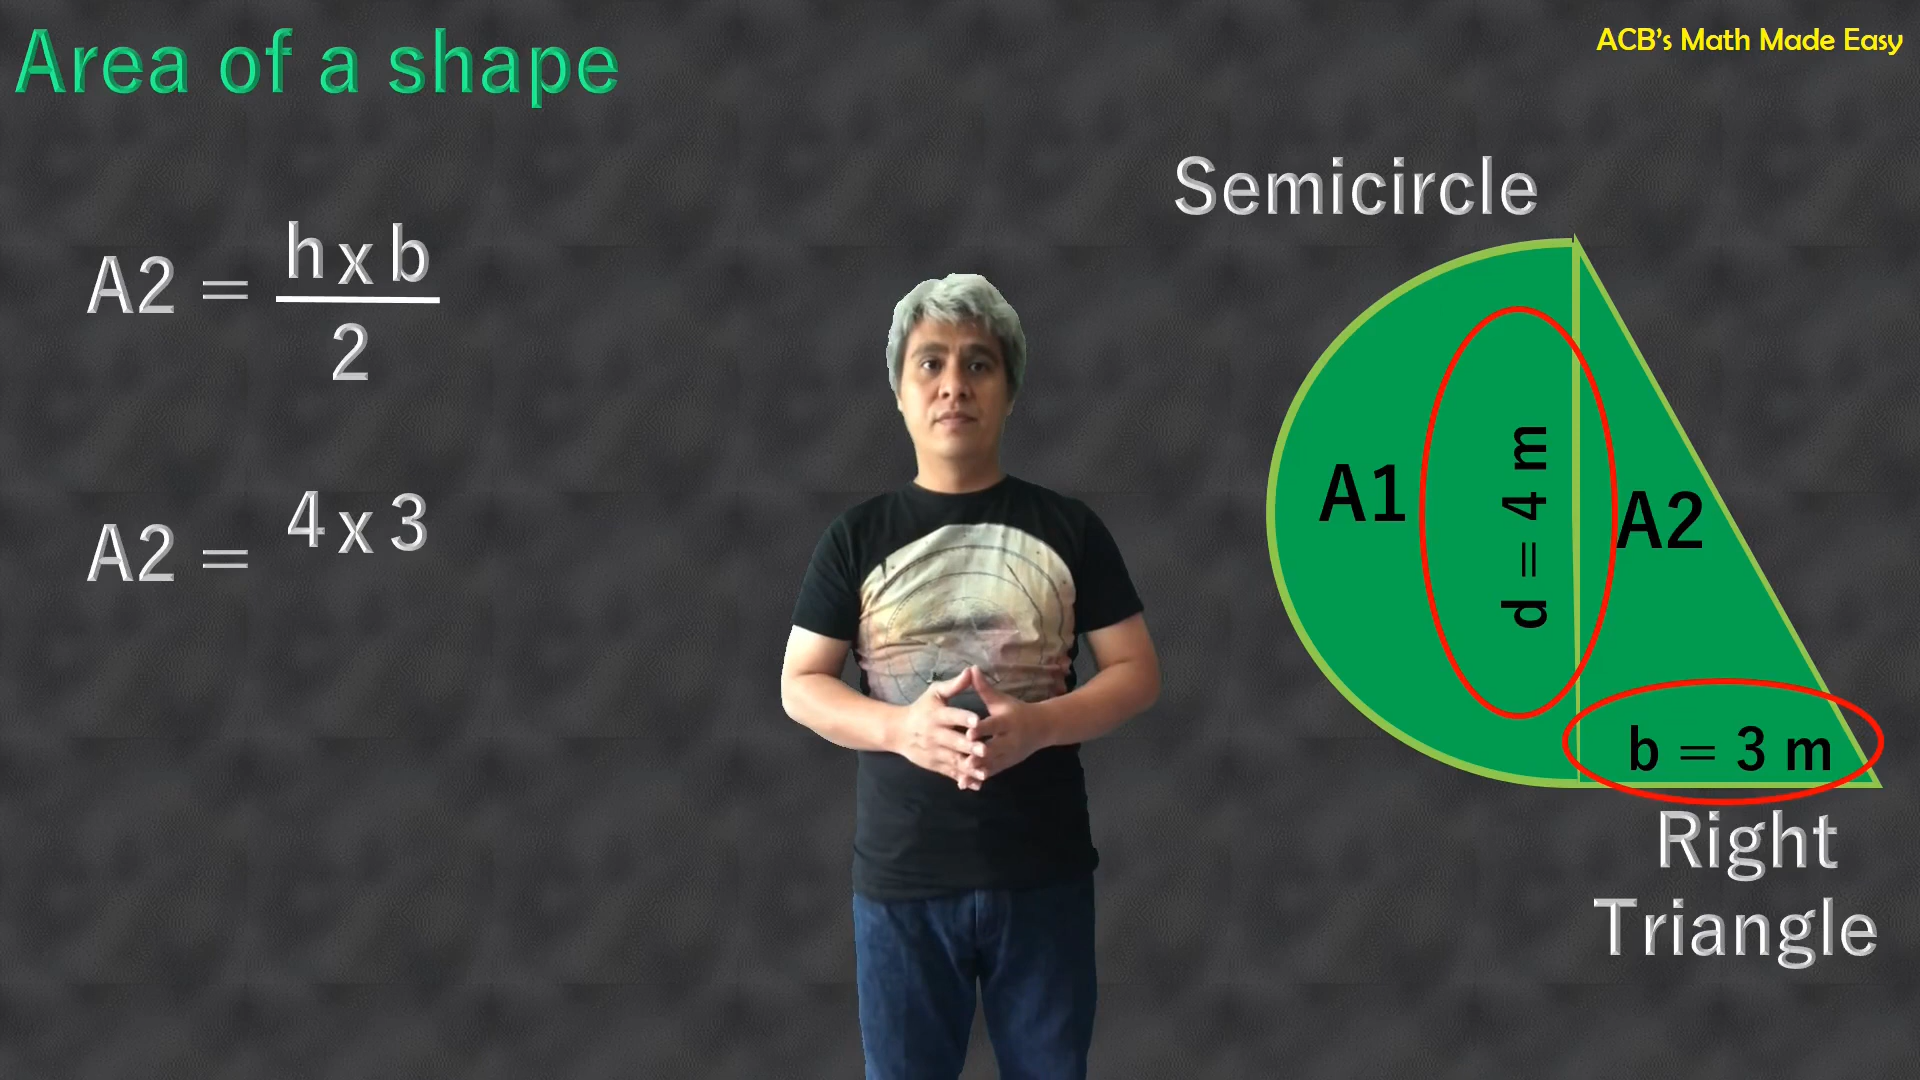 Area of a shape
ACB's Math Made Easy
A2 = h x b
2
A2 = 4 x 3
Semicircle
A1
d = 4 m
A2
b = 3 m
Right
Triangle